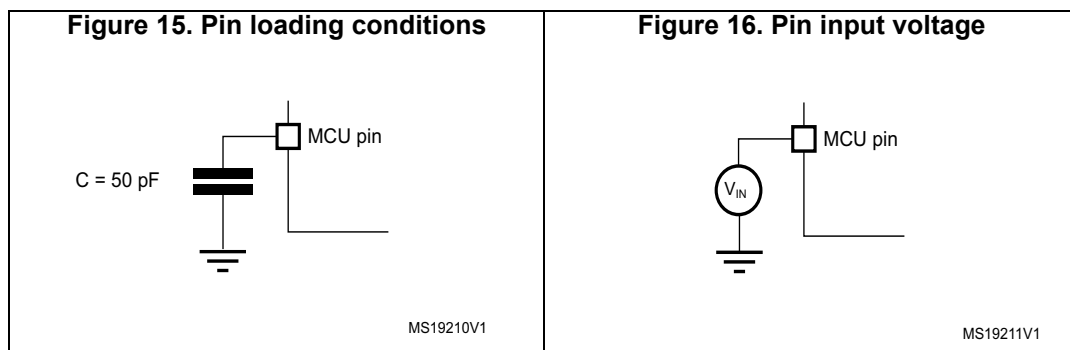 Figure 15. Pin loading conditions
MCU pin
C = 50 pF
MS19210V1
Figure 16. Pin input voltage
MCU pin
VIN
MS19211V1